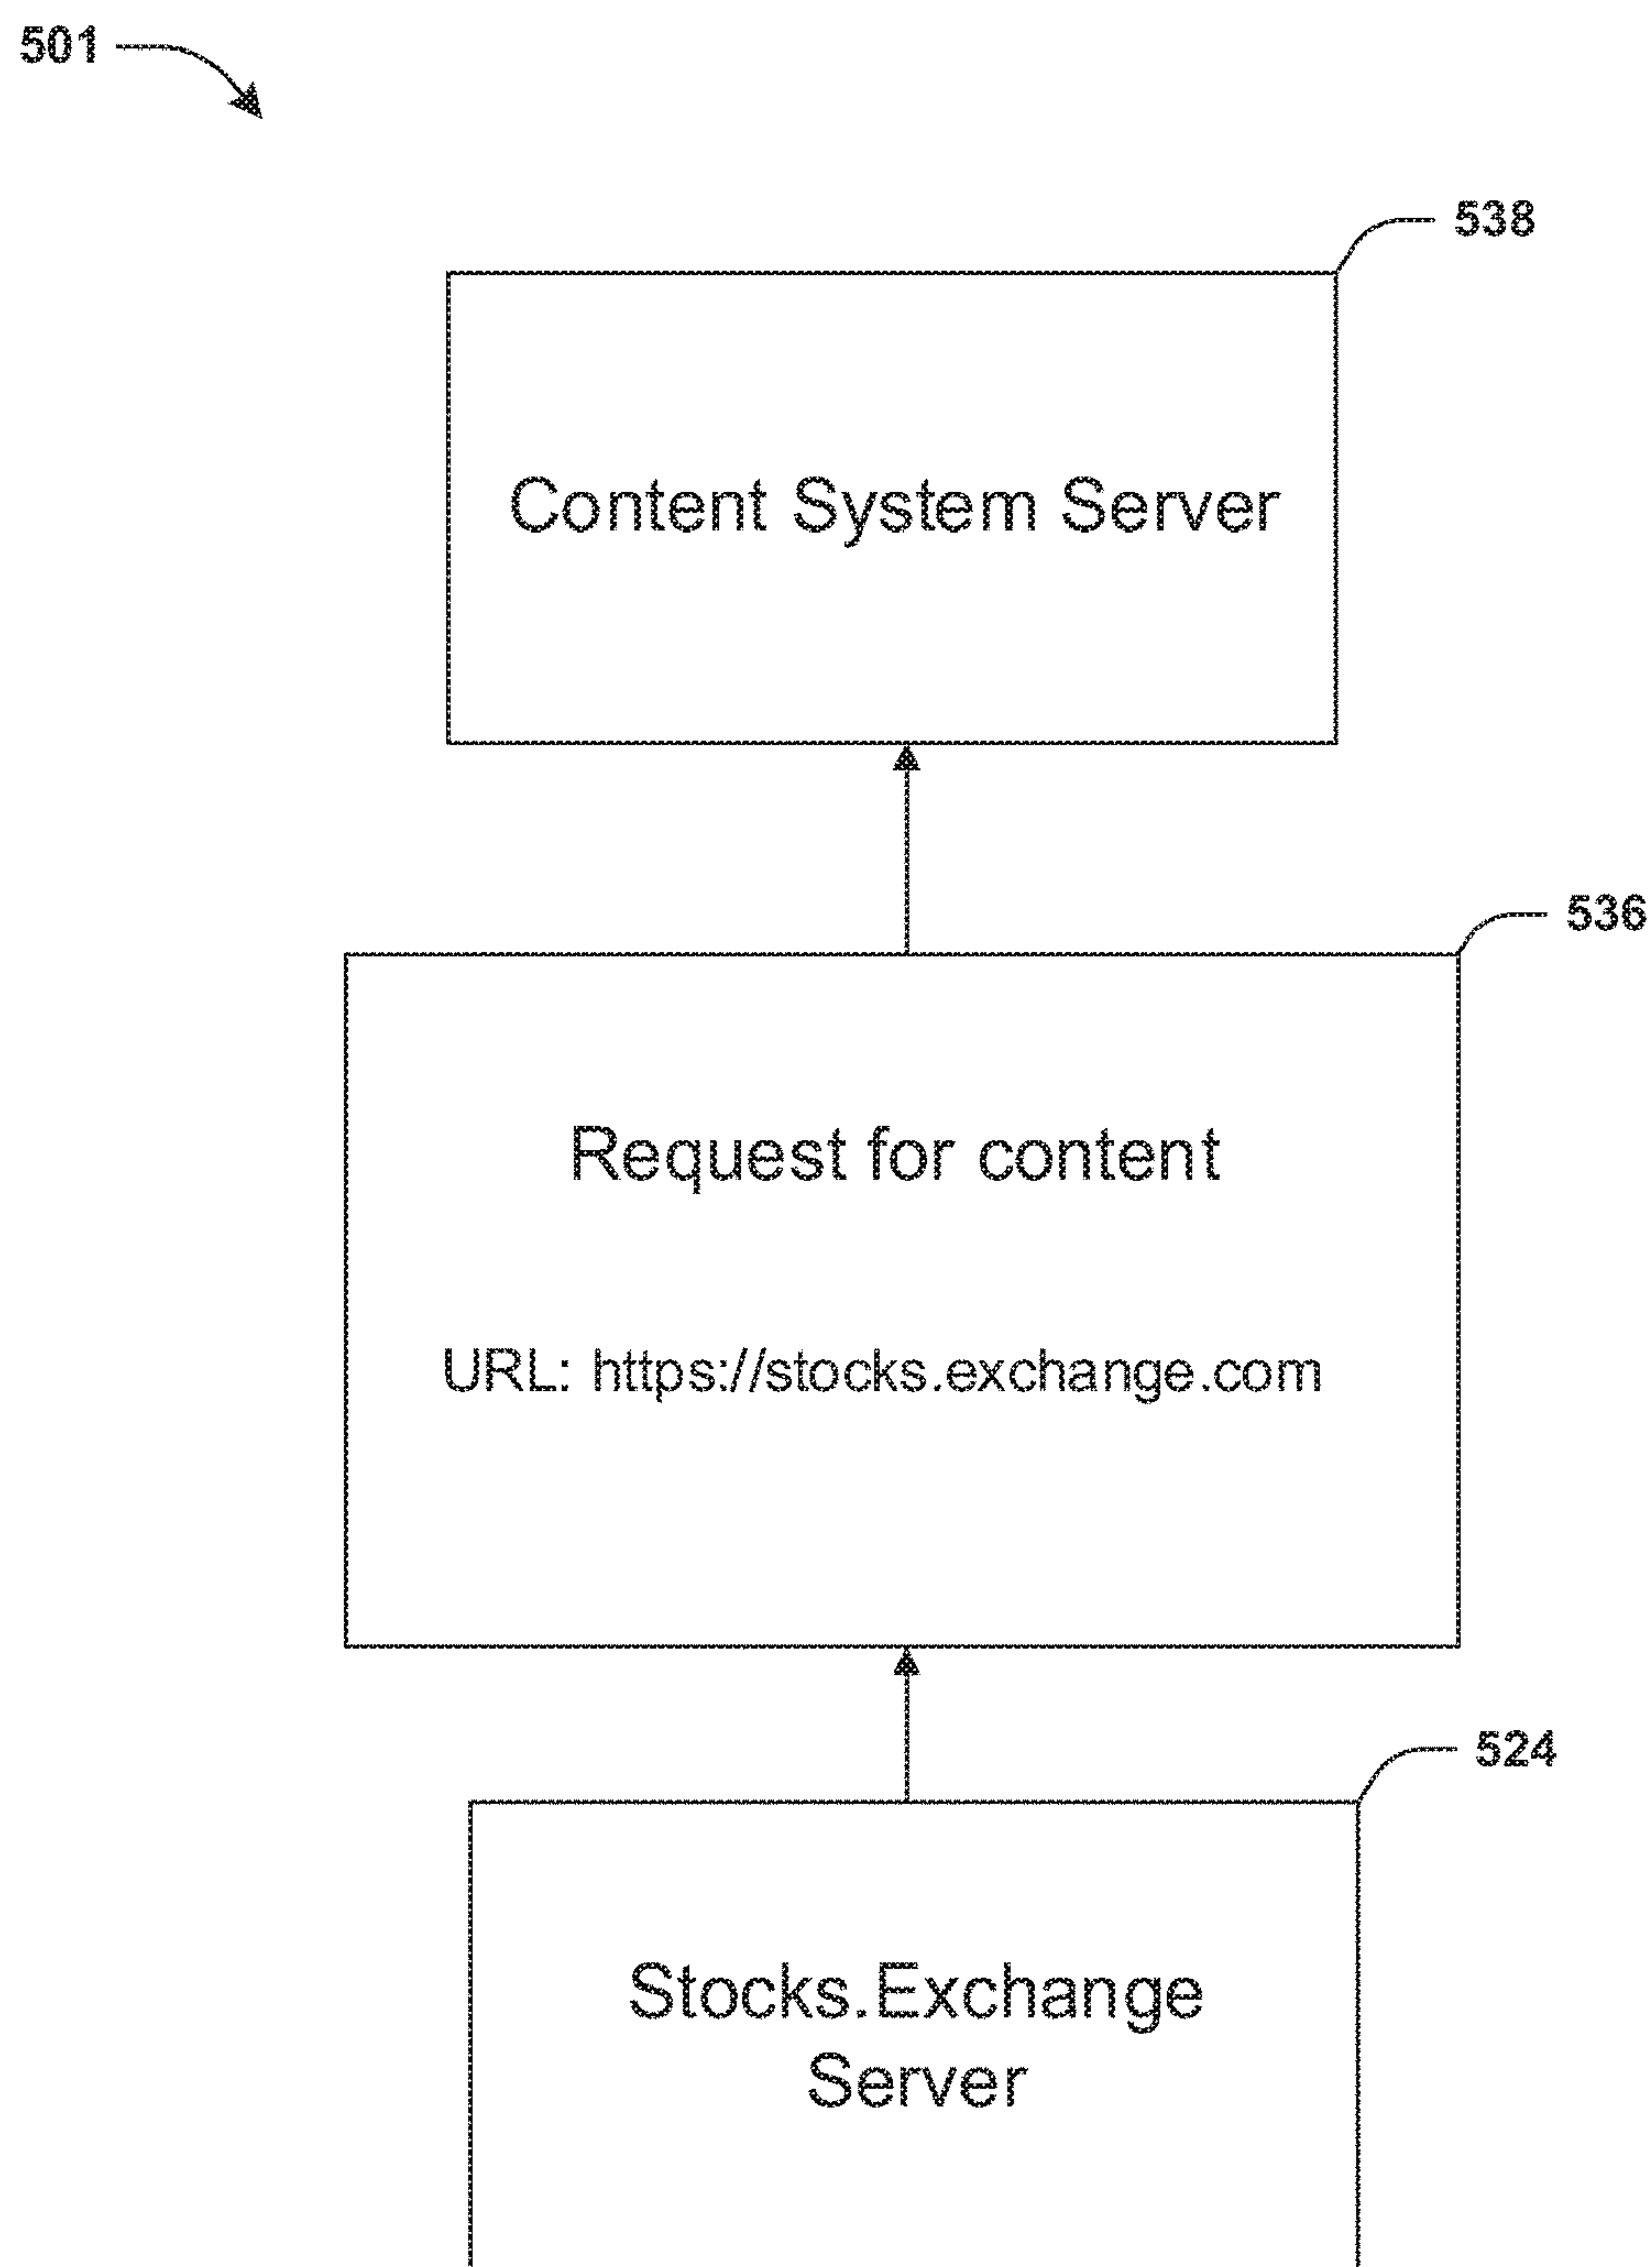 501
538
Content System Server
536
Request for content
URL: https://stocks.exchange.com
524
Stocks.Exchange
Server